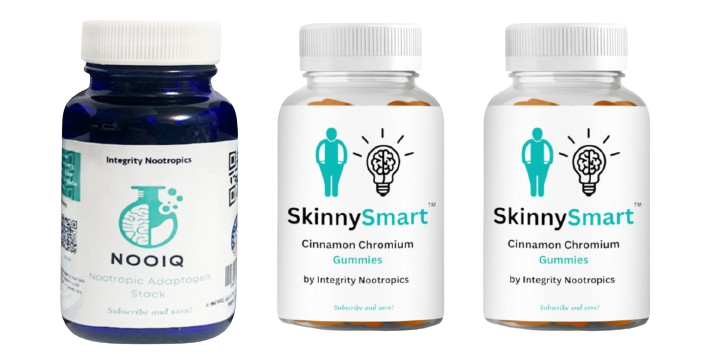 Integrity Nootropics
NOOIQ
Nootropic Adaptogen
Stack
Subscribe and save!
SkinnySmart™
Cinnamon Chromium
Gummies
by Integrity Nootropics
Subscribe and save!
SkinnySmart™
Cinnamon Chromium
Gummies
by Integrity Nootropics
Subscribe and save!